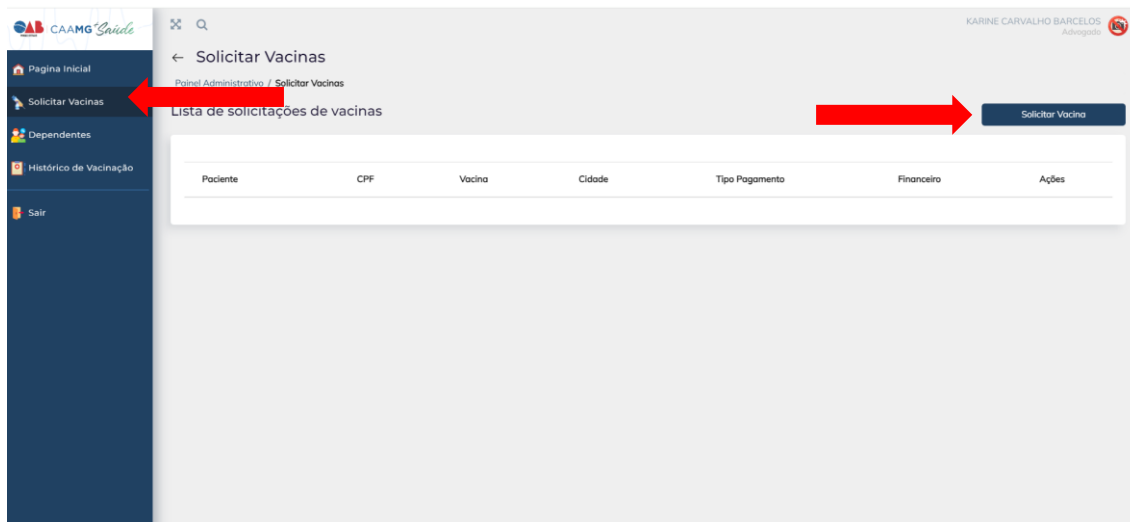 OAB CAAMG Saúde
KARINE CARVALHO BARCELOS
Advogado
Pagina Inicial
Solicitar Vacinas
Dependentes
Histórico de Vacinação
Sair
← Solicitar Vacinas
Painel Administrativo / Solicitar Vacinas
Lista de solicitações de vacinas
Solicitar Vacina
Paciente CPF Vacina Cidade Tipo Pagamento Financeiro Ações